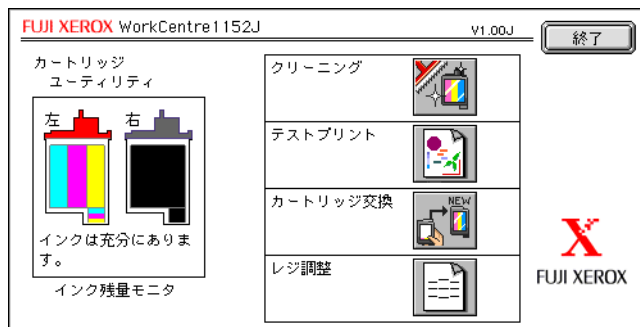 FUJI XEROX WorkCentre1152J
V1.00J
終了
カートリッジ
ユーティリティ
左
右
インクは充分にありま
す。
インク残量モニタ
クリーニング
テストプリント
カートリッジ交換
NEW
レジ調整
X
FUJI XEROX